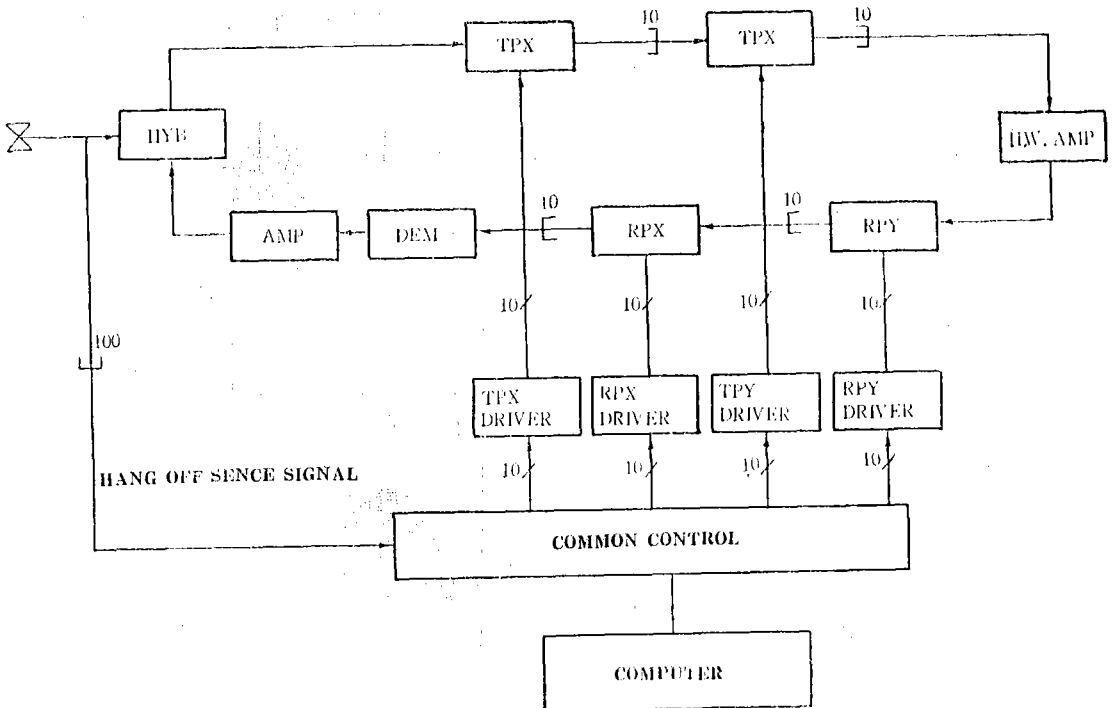 10
10
TPX
TPX
HYB
H.W. AMP
10
10
AMP
DEM
RPX
RPY
10
10
10
10
100
TPX
DRIVER
RPX
DRIVER
TPY
DRIVER
RPY
DRIVER
HANG OFF SENCE SIGNAL
10
10
10
10
COMMON CONTROL
COMPUTER